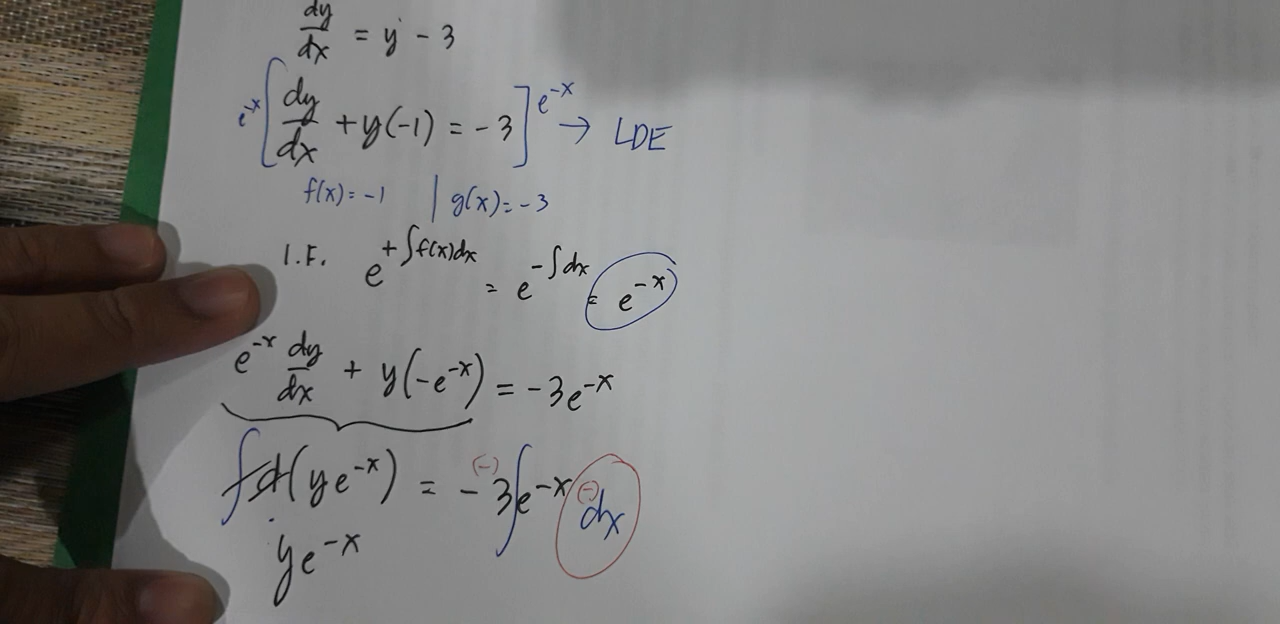 dy/dx = y - 3
e^-x [dy/dx + y(-1) = -3] e^-x → LDE
f(x) = -1 | g(x) = -3
I.F. e^+∫f(x)dx = e^-∫dx = e^-x
e^-x dy/dx + y(-e^-x) = -3e^-x
∫d(ye^-x) = -3(-)∫e^-x (-)dx
ye^-x